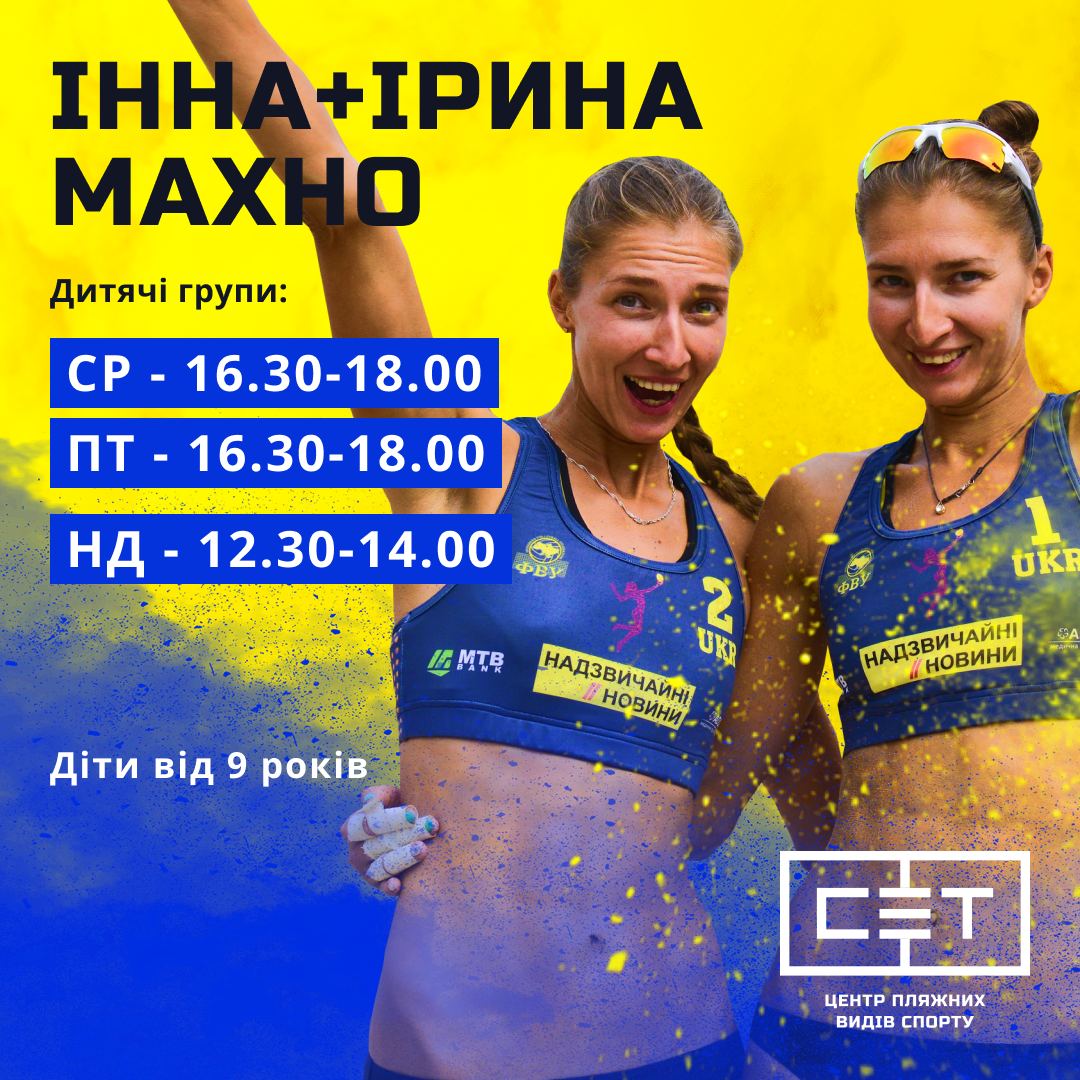 ІННА+ІРИНА
МАХНО
Дитячі групи:
СР - 16.30-18.00
ПТ - 16.30-18.00
НД - 12.30-14.00
ФВУ
2
UKR
МТВ
BANK
НАДЗВИЧАЙНІ
// НОВИНИ
1
UKR
ФВУ
НАДЗВИЧАЙНІ
// НОВИНИ
Діти від 9 років
СЕТ
ЦЕНТР ПЛЯЖНИХ
ВИДІВ СПОРТУ